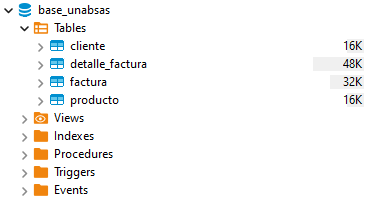 base_unabsas
Tables
cliente 16K
detalle_factura 48K
factura 32K
producto 16K
Views
Indexes
Procedures
Triggers
Events